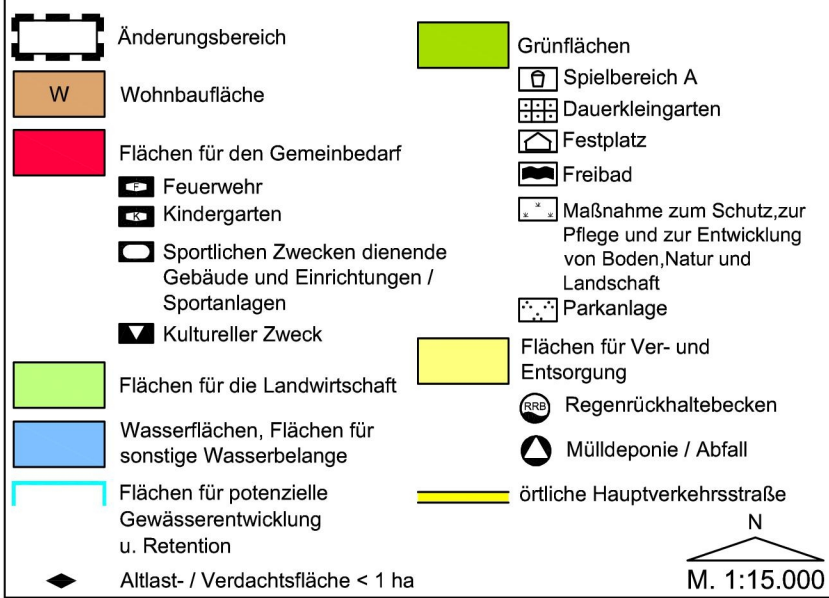 Änderungsbereich
W
Wohnbaufläche
Flächen für den Gemeinbedarf
F
Feuerwehr
K
Kindergarten
Sportlichen Zwecken dienende
Gebäude und Einrichtungen /
Sportanlagen
Kultureller Zweck
Flächen für die Landwirtschaft
Wasserflächen, Flächen für
sonstige Wasserbelange
Flächen für potenzielle
Gewässerentwicklung
u. Retention
Altlast- / Verdachtsfläche < 1 ha
Grünflächen
Spielbereich A
Dauerkleingarten
Festplatz
Freibad
Maßnahme zum Schutz,zur
Pflege und zur Entwicklung
von Boden,Natur und
Landschaft
Parkanlage
Flächen für Ver- und
Entsorgung
RRB
Regenrückhaltebecken
Mülldeponie / Abfall
örtliche Hauptverkehrsstraße
N
M. 1:15.000